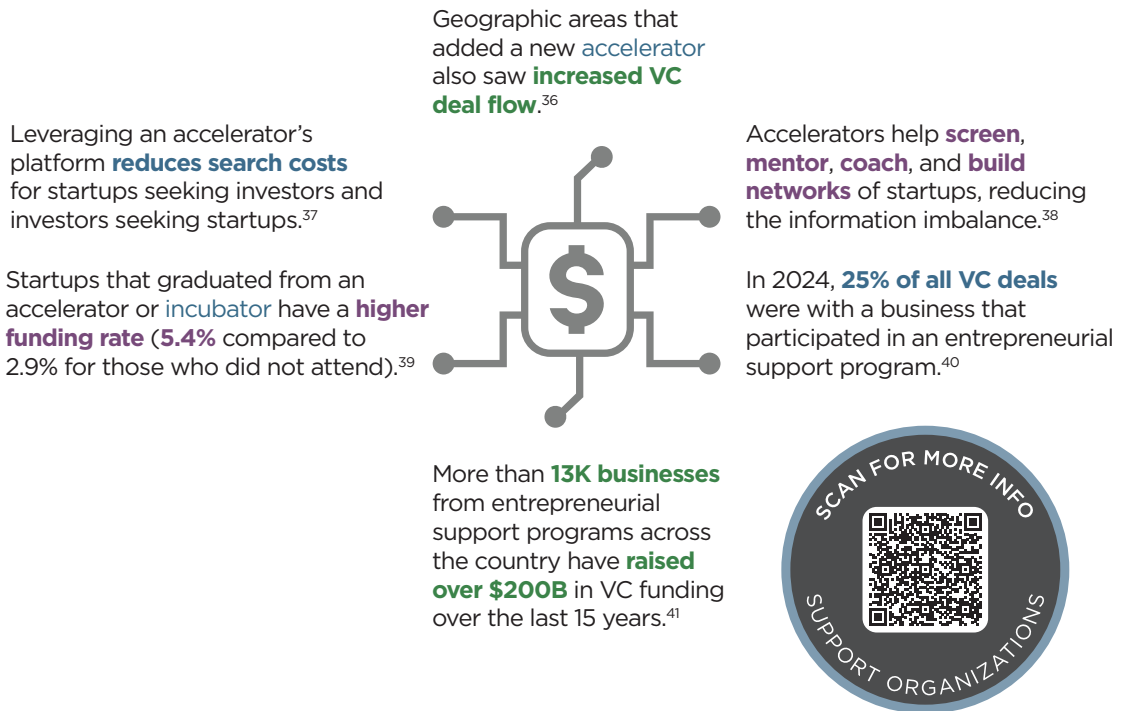 Geographic areas that
added a new accelerator
also saw increased VC
deal flow.36
Leveraging an accelerator’s
platform reduces search costs
for startups seeking investors and
investors seeking startups.37
Accelerators help screen,
mentor, coach, and build
networks of startups, reducing
the information imbalance.38
Startups that graduated from an
accelerator or incubator have a higher
funding rate (5.4% compared to
2.9% for those who did not attend).39
In 2024, 25% of all VC deals
were with a business that
participated in an entrepreneurial
support program.40
$
More than 13K businesses
from entrepreneurial
support programs across
the country have raised
over $200B in VC funding
over the last 15 years.41
SCAN FOR MORE INFO
SUPPORT ORGANIZATIONS